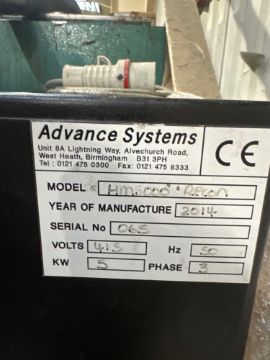 Advance Systems
Unit 8A Lightning Way, Alvechurch Road,
West Heath, Birmingham B31 3PH
Tel : 0121 475 0300 Fax: 0121 475 8333
CE
MODEL
YEAR OF MANUFACTURE 2014
SERIAL No 065
VOLTS 415 Hz 50
KW 5 PHASE 3